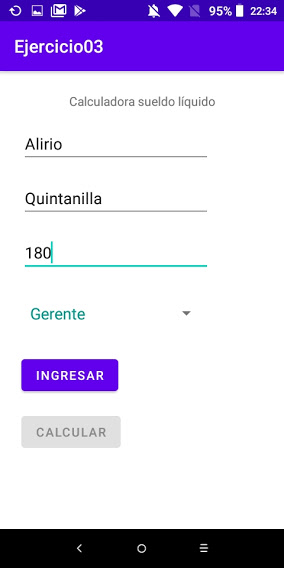 95% 22:34
Ejercicio03
Calculadora sueldo líquido
Alirio
Quintanilla
180
Gerente
INGRESAR
CALCULAR